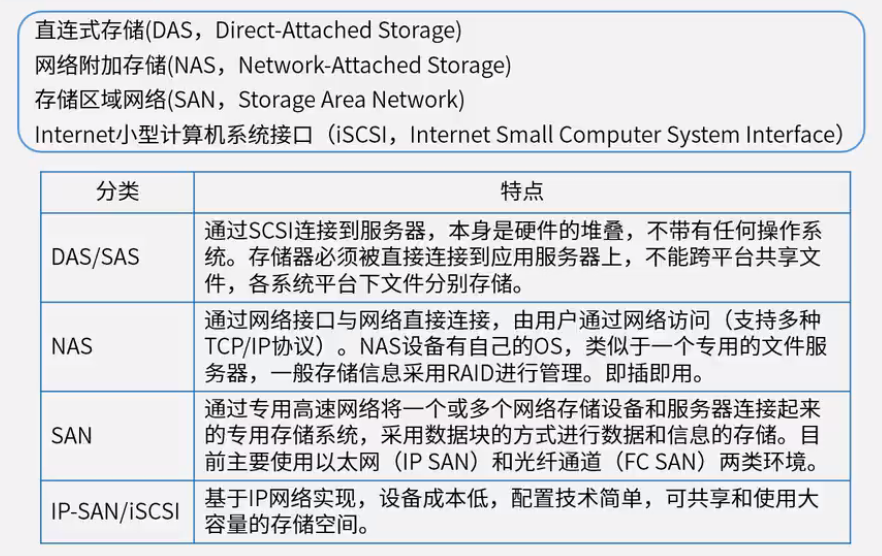 直连式存储(DAS，Direct-Attached Storage)
网络附加存储(NAS，Network-Attached Storage)
存储区域网络(SAN，Storage Area Network)
Internet小型计算机系统接口（iSCSI，Internet Small Computer System Interface）
分类 特点
DAS/SAS
通过SCSI连接到服务器，本身是硬件的堆叠，不带有任何操作系
统。存储器必须被直接连接到应用服务器上，不能跨平台共享文
件，各系统平台下文件分别存储。
NAS
通过网络接口与网络直接连接，由用户通过网络访问（支持多种
TCP/IP协议）。NAS设备有自己的OS，类似于一个专用的文件服
务器，一般存储信息采用RAID进行管理。即插即用。
SAN
通过专用高速网络将一个或多个网络存储设备和服务器连接起来
的专用存储系统，采用数据块的方式进行数据和信息的存储。目
前主要使用以太网（IP SAN）和光纤通道（FC SAN）两类环境。
IP-SAN/iSCSI
基于IP网络实现，设备成本低，配置技术简单，可共享和使用大
容量的存储空间。